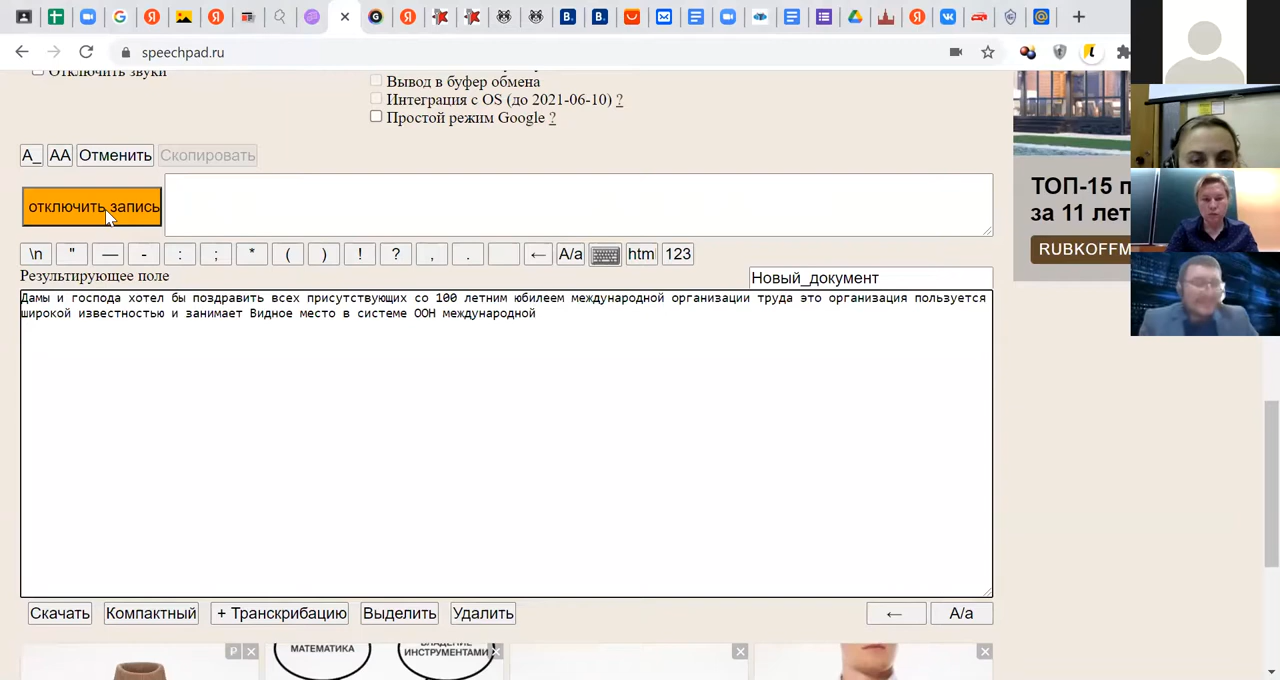 speechpad.ru
Отключить звуки
Вывод в буфер обмена
Интеграция с OS (до 2021-06-10) ?
Простой режим Google ?
A_ AA Отменить Скопировать
отключить запись
\n " — - : ; * ( ) ! ? , . ← A/a htm 123
Результирующее поле
Новый_документ
Дамы и господа хотел бы поздравить всех присутствующих со 100 летним юбилеем международной организации труда это организация пользуется
широкой известностью и занимает Видное место в системе ООН международной
Скачать Компактный + Транскрибацию Выделить Удалить ← A/a
ТОП-15
за 11 лет
RUBKOFF
МАТЕМАТИКА
ВЛАДЕНИЕ
ИНСТРУМЕНТАМИ